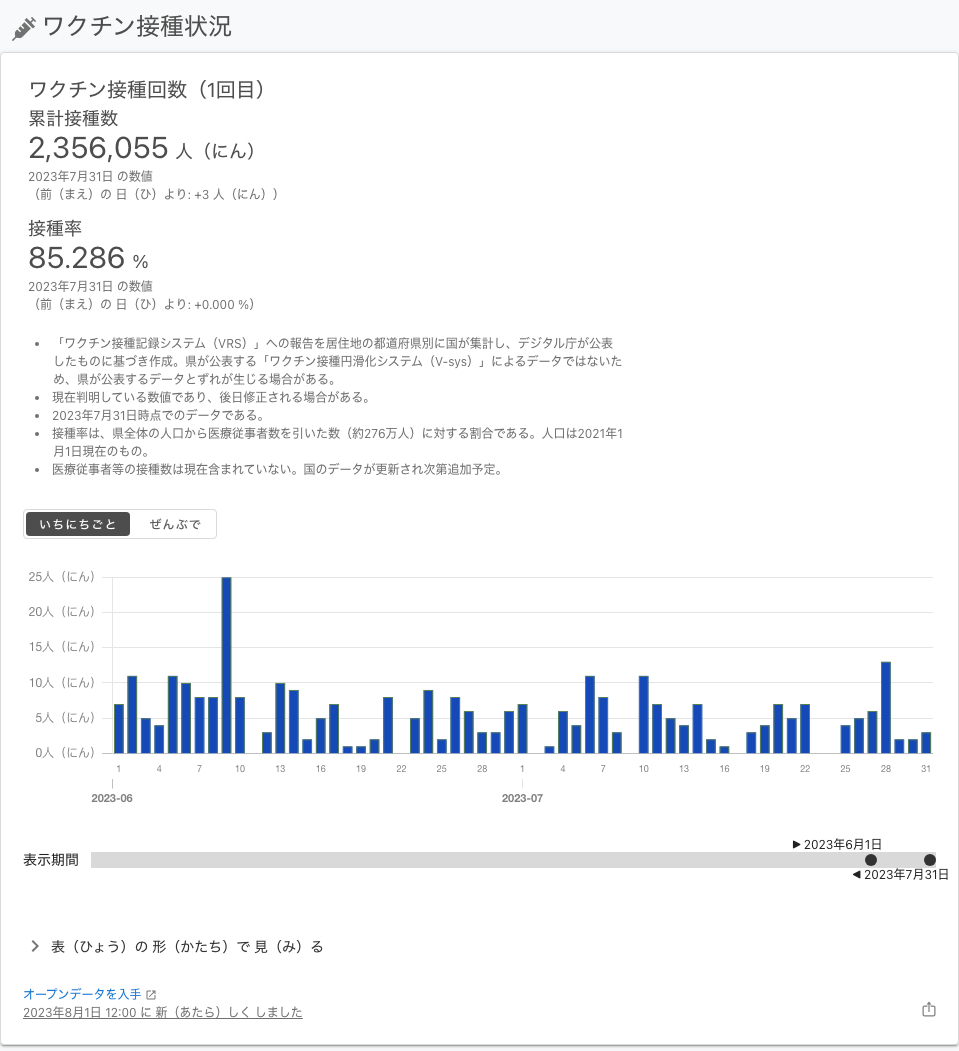 ワクチン接種状況
ワクチン接種回数（1回目）
累計接種数
2,356,055 人（にん）
2023年7月31日 の数値
（前（まえ）の 日（ひ）より: +3 人（にん））
接種率
85.286 %
2023年7月31日 の数値
（前（まえ）の 日（ひ）より: +0.000 %）
• 「ワクチン接種記録システム（VRS）」への報告を居住地の都道府県別に国が集計し、デジタル庁が公表
したものに基づき作成。県が公表する「ワクチン接種円滑化システム（V-sys）」によるデータではないた
め、県が公表するデータとずれが生じる場合がある。
• 現在判明している数値であり、後日修正される場合がある。
• 2023年7月31日時点でのデータである。
• 接種率は、県全体の人口から医療従事者数を引いた数（約276万人）に対する割合である。人口は2021年1
月1日現在のもの。
• 医療従事者等の接種数は現在含まれていない。国のデータが更新され次第追加予定。
いちにちごと ぜんぶで
25人（にん）
20人（にん）
15人（にん）
10人（にん）
5人（にん）
0人（にん）
1 4 7 10 13 16 19 22 25 28 1 4 7 10 13 16 19 22 25 28 31
2023-06 2023-07
▶ 2023年6月1日
表示期間
◀ 2023年7月31日
表（ひょう）の 形（かたち）で 見（み）る
オープンデータを入手
2023年8月1日 12:00 に 新（あたら）しく しました